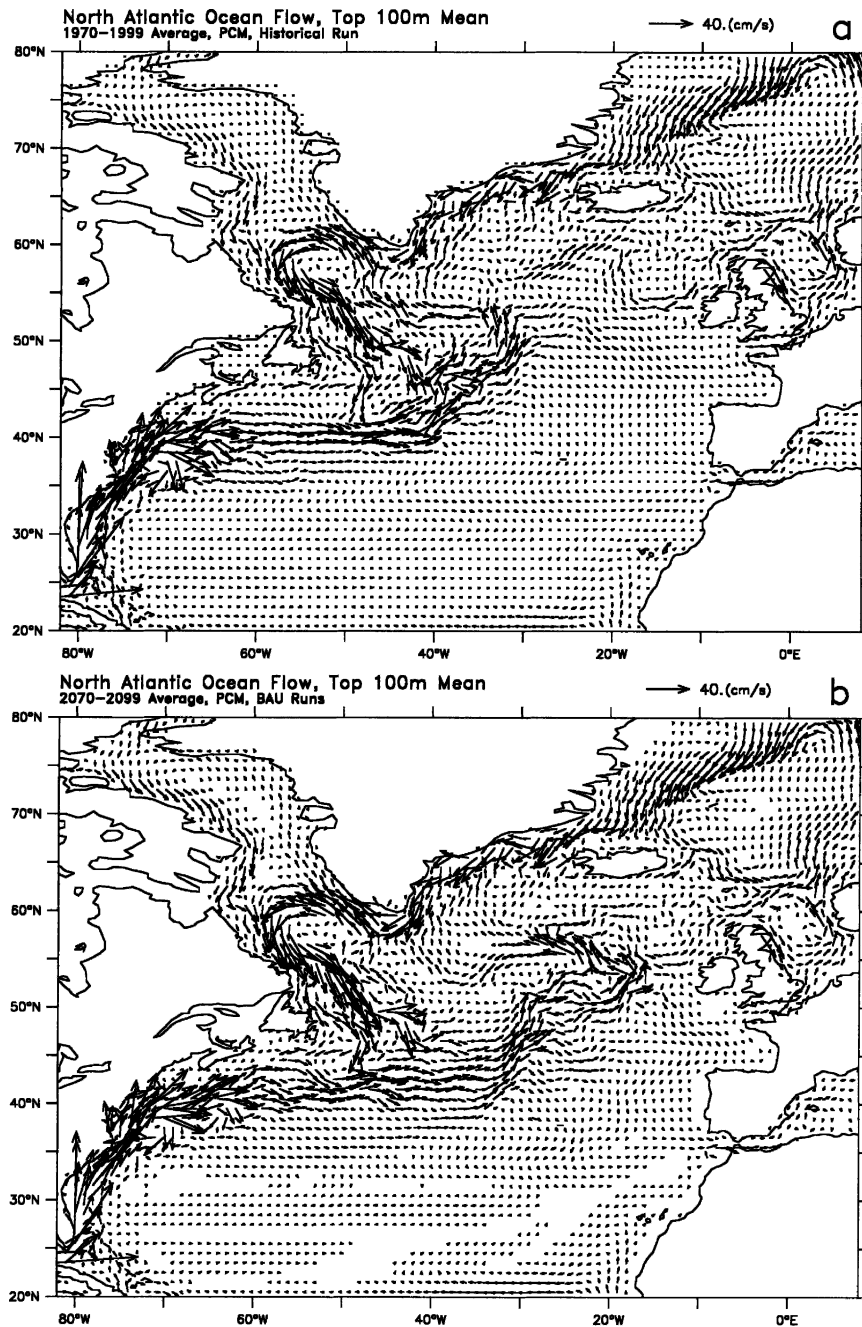 North Atlantic Ocean Flow, Top 100m Mean
1970-1999 Average, PCM, Historical Run
40.(cm/s)
a
80°N
70°N
60°N
50°N
40°N
30°N
20°N
80°W
60°W
40°W
20°W
0°E
North Atlantic Ocean Flow, Top 100m Mean
2070-2099 Average, PCM, BAU Runs
40.(cm/s)
b
80°N
70°N
60°N
50°N
40°N
30°N
20°N
80°W
60°W
40°W
20°W
0°E